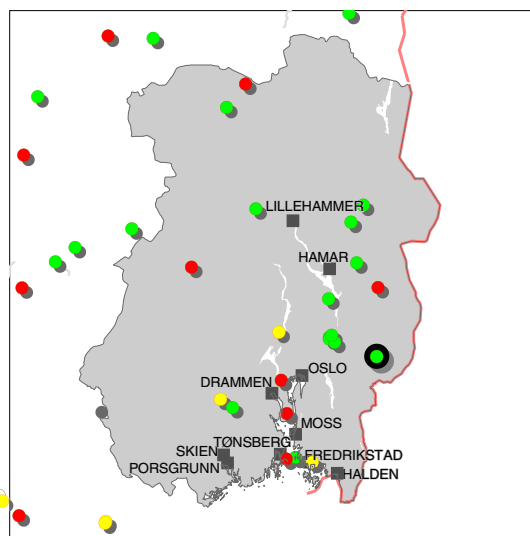 LILLEHAMMER
HAMAR
OSLO
DRAMMEN
MOSS
TØNSBERG
SKIEN
FREDRIKSTAD
PORSGRUNN
HALDEN